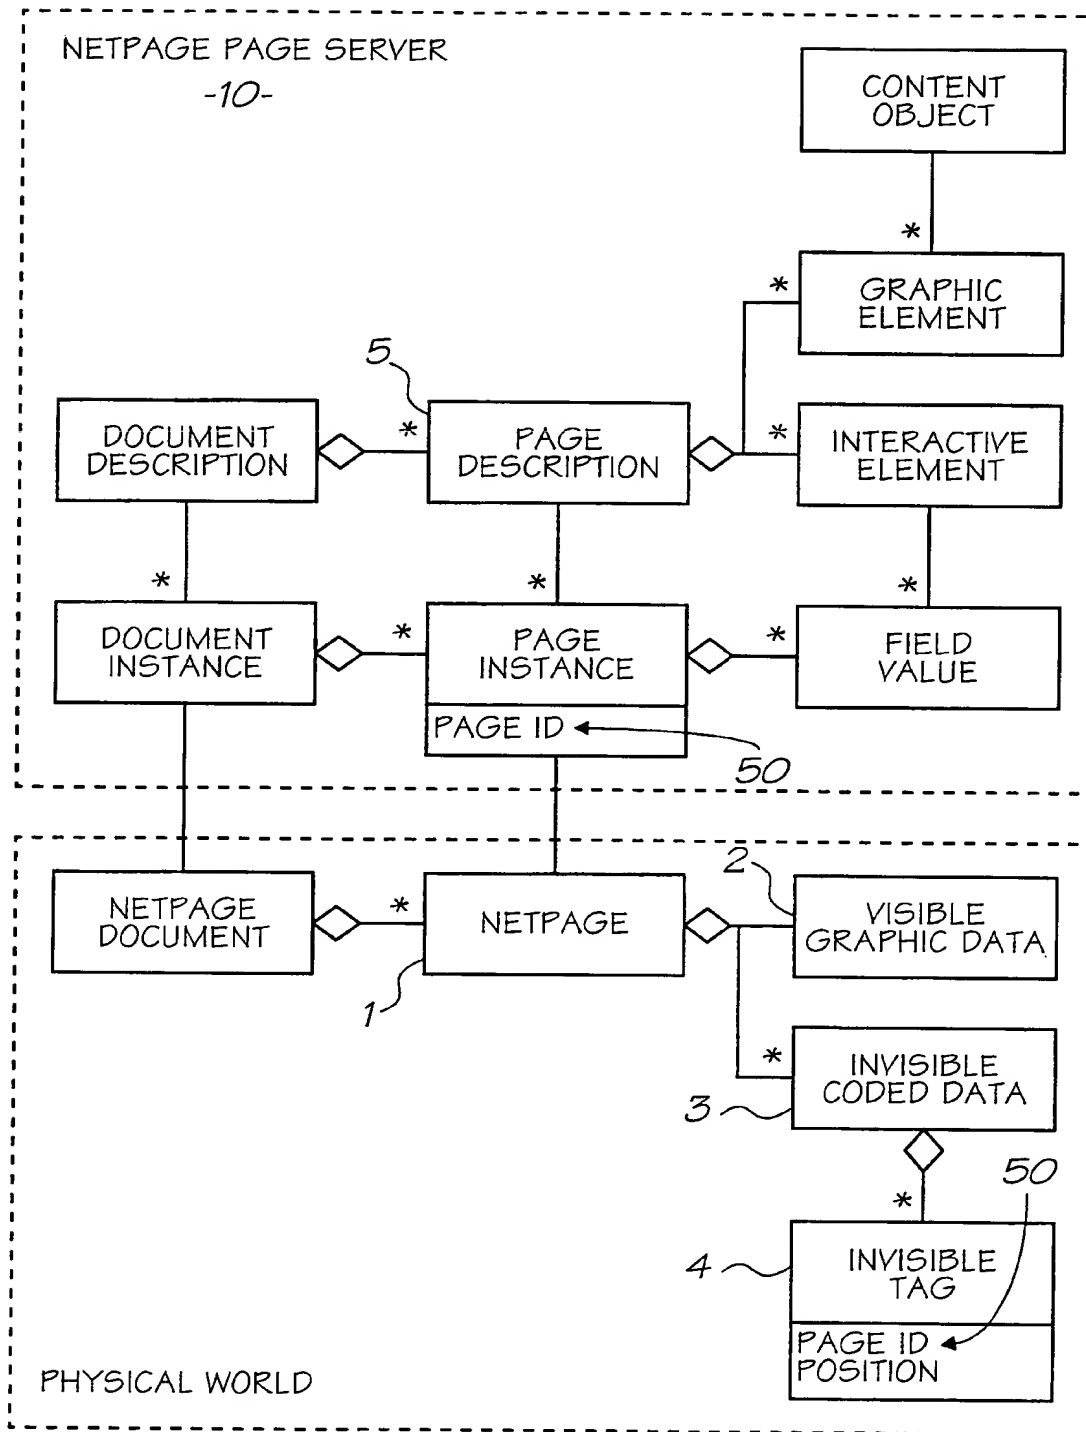 NETPAGE PAGE SERVER
-10-
CONTENT
OBJECT
*
GRAPHIC
ELEMENT
*
5
DOCUMENT
DESCRIPTION
*
PAGE
DESCRIPTION
*
INTERACTIVE
ELEMENT
*
*
*
DOCUMENT
INSTANCE
*
PAGE
INSTANCE
*
FIELD
VALUE
PAGE ID
50
2
NETPAGE
DOCUMENT
*
NETPAGE
VISIBLE
GRAPHIC DATA
1
*
INVISIBLE
CODED DATA
3
50
*
4
INVISIBLE
TAG
PAGE ID
POSITION
PHYSICAL WORLD